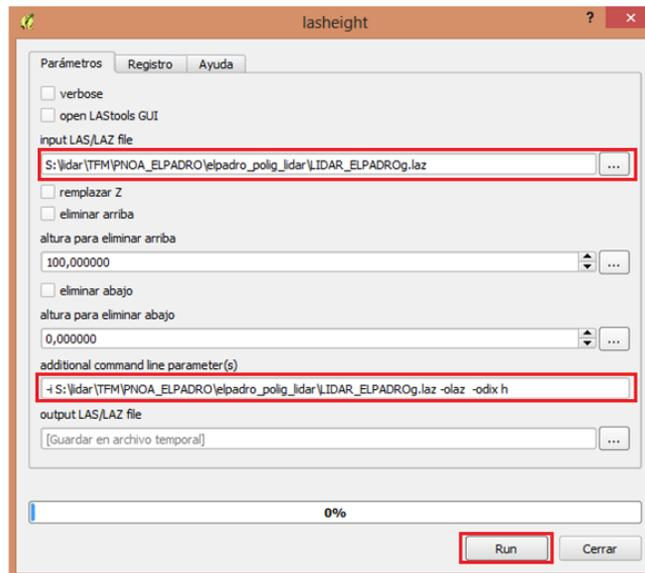 lasheight
? ×
Parámetros Registro Ayuda
verbose
open LAStools GUI
input LAS/LAZ file
S:\lidar\TFM\PNOA_ELPADRO\elpadro_polig_lidar\LIDAR_ELPADROg.laz ...
remplazar Z
eliminar arriba
altura para eliminar arriba
100,000000 ...
eliminar abajo
altura para eliminar abajo
0,000000 ...
additional command line parameter(s)
-i S:\lidar\TFM\PNOA_ELPADRO\elpadro_polig_lidar\LIDAR_ELPADROg.laz -olaz -odix h
output LAS/LAZ file
[Guardar en archivo temporal] ...
0%
Run Cerrar